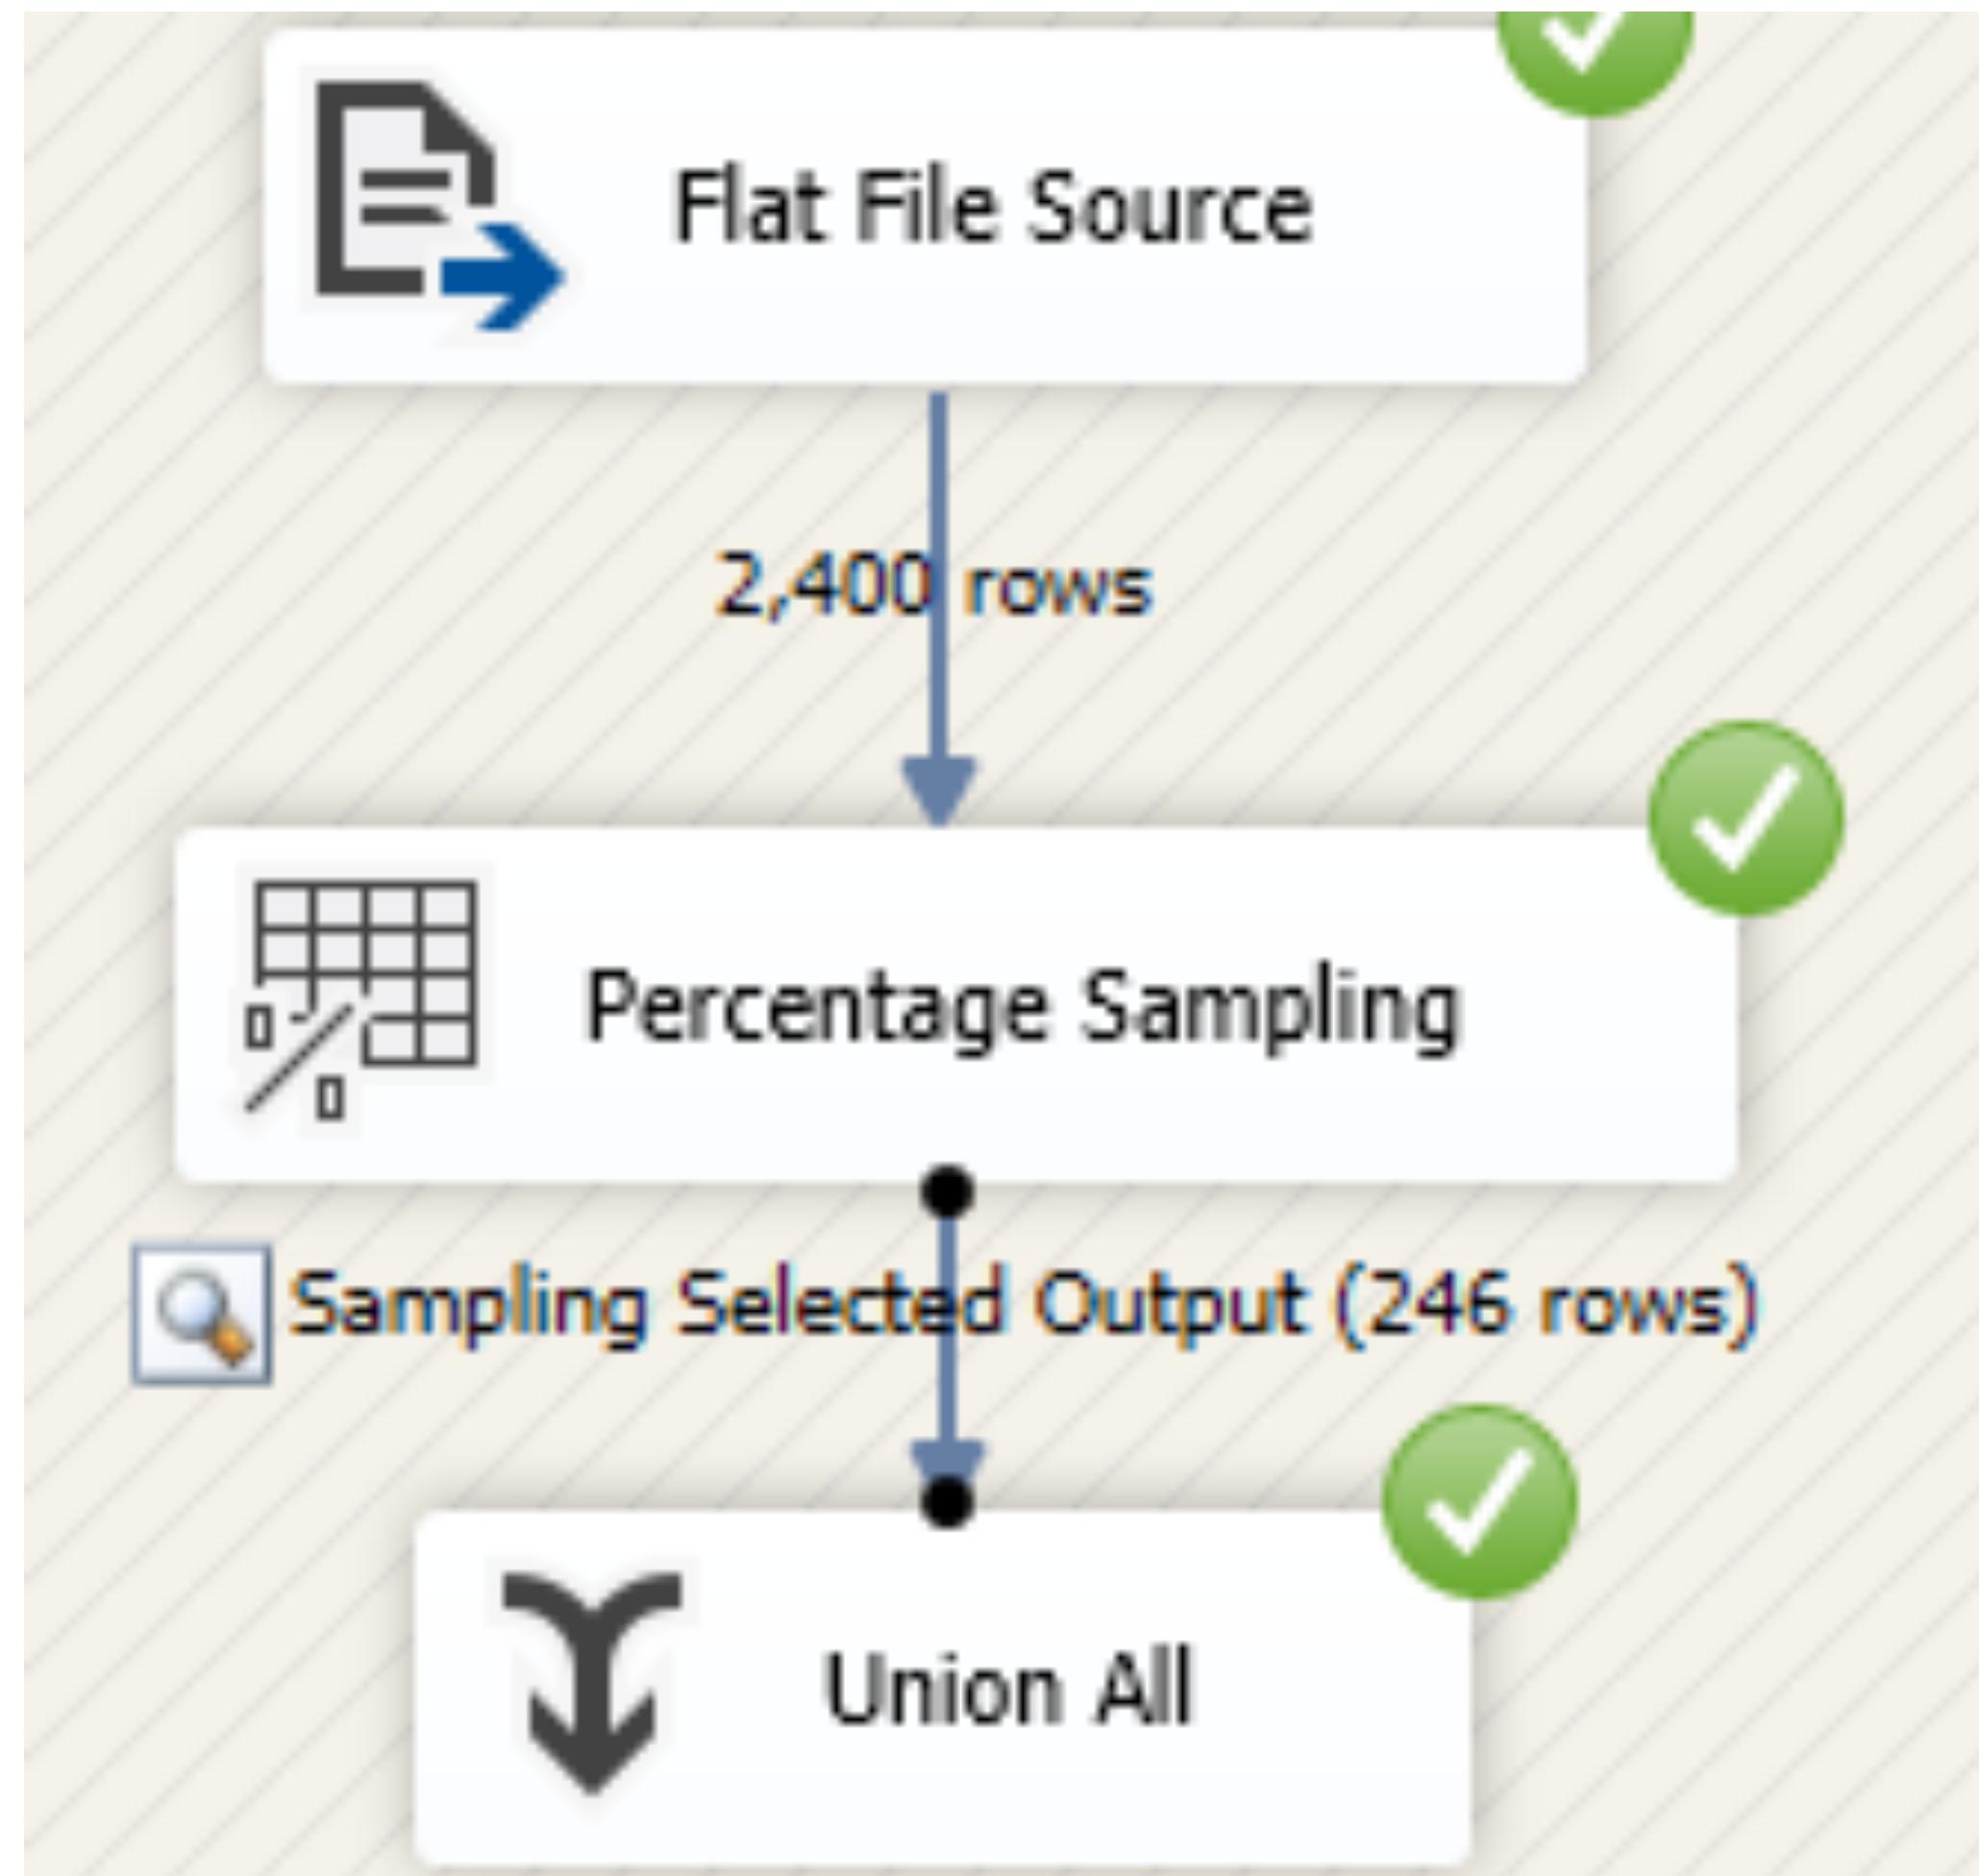 Flat File Source
2,400 rows
Percentage Sampling
Sampling Selected Output (246 rows)
Union All